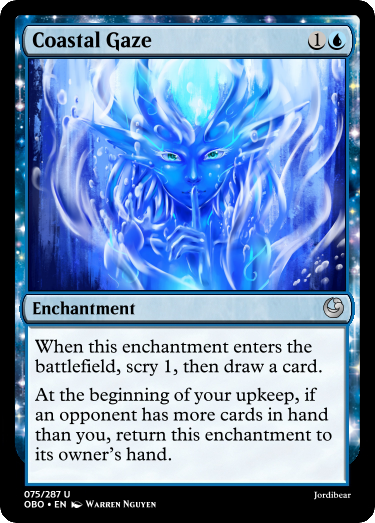 Coastal Gaze 1
Enchantment
When this enchantment enters the
battlefield, scry 1, then draw a card.
At the beginning of your upkeep, if
an opponent has more cards in hand
than you, return this enchantment to
its owner's hand.
075/287 U
OBO • EN Warren Nguyen
Jordibear